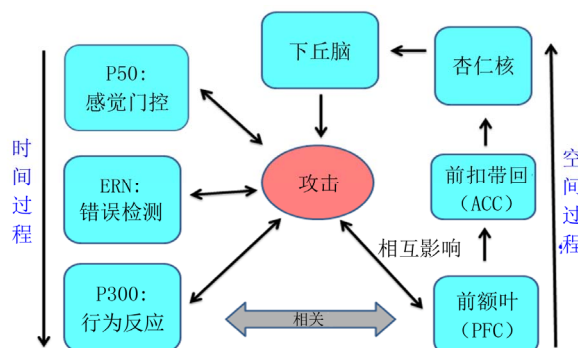 时间过程
P50:
感觉门控
ERN:
错误检测
P300:
行为反应
下丘脑
攻击
相互影响
相关
杏仁核
前扣带回
（ACC）
前额叶
（PFC）
空间过程